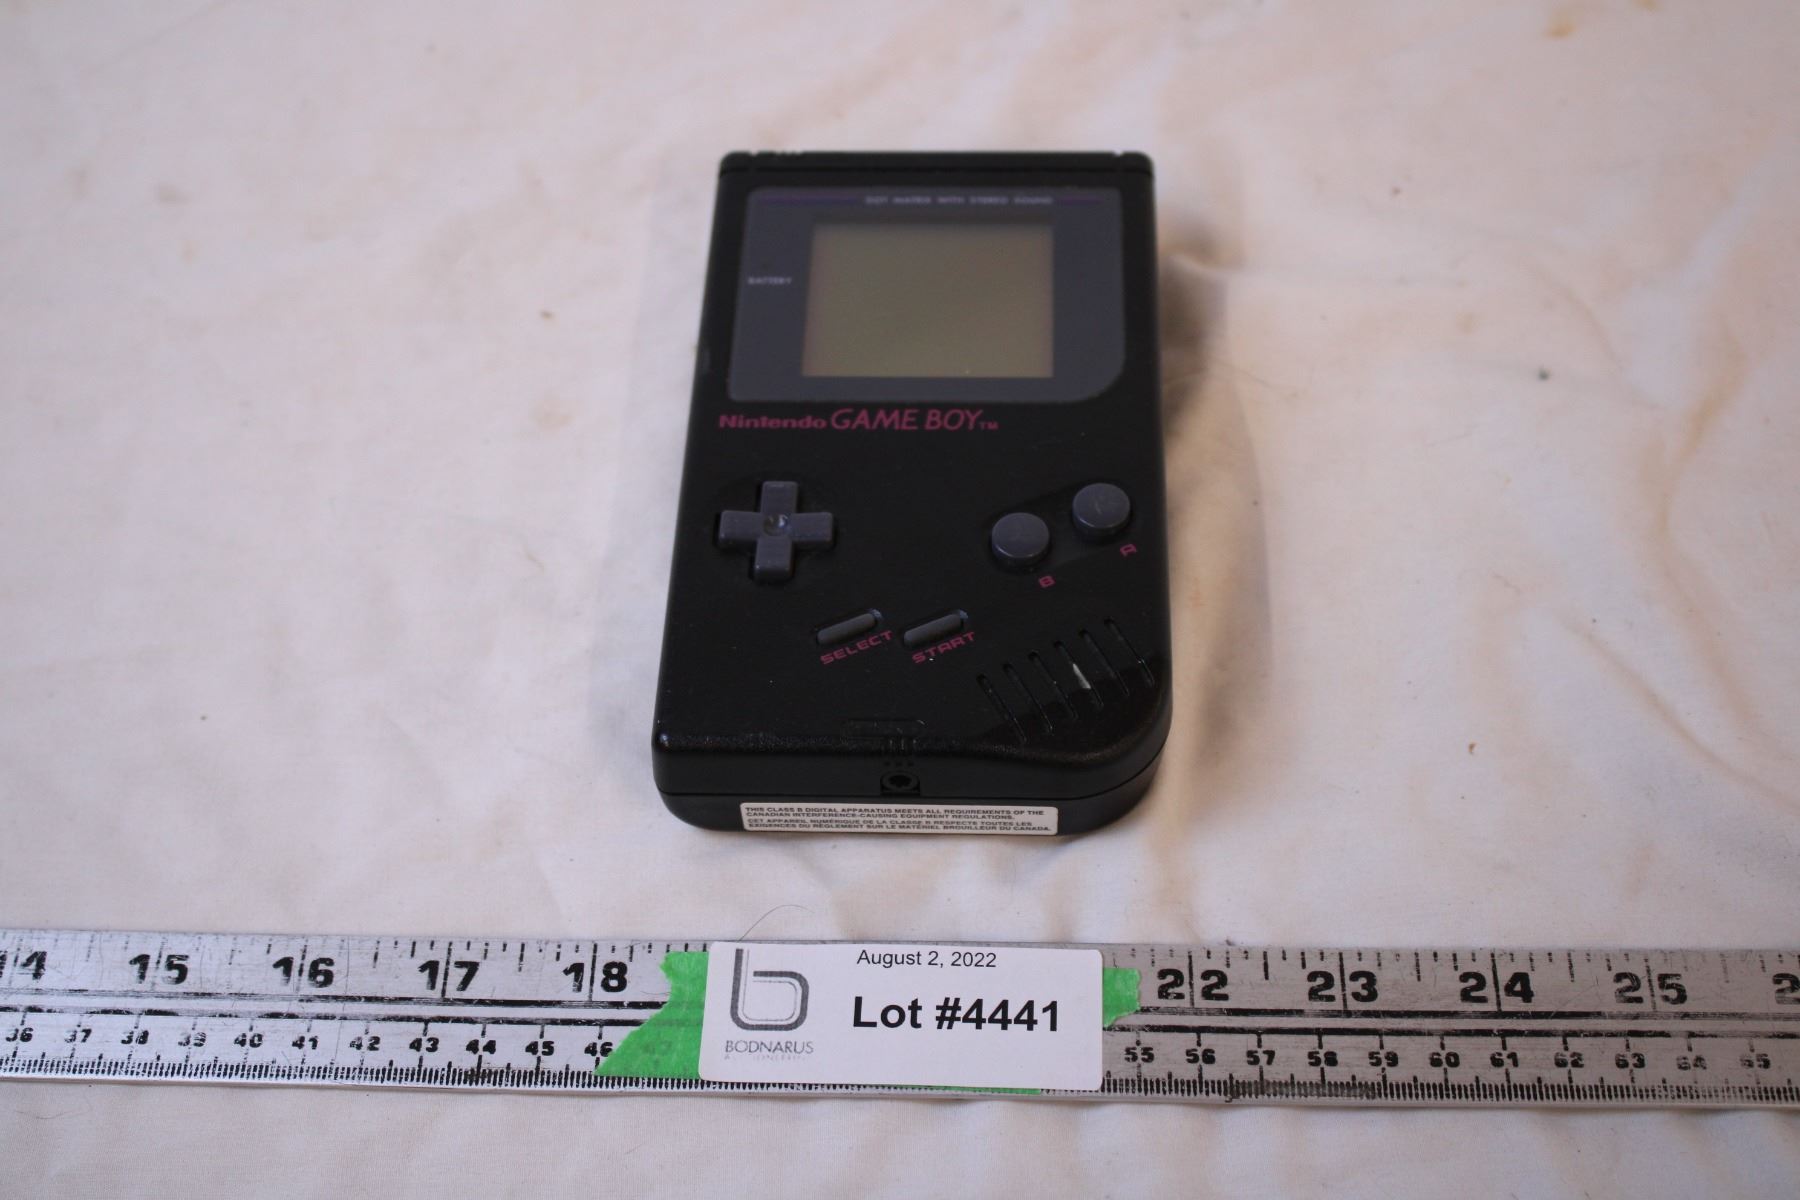 DOT MATRIX WITH STEREO SOUND
BATTERY
Nintendo GAME BOY TM
A
B
SELECT START
THIS CLASS B DIGITAL APPARATUS MEETS ALL REQUIREMENTS OF THE
CANADIAN INTERFERENCE-CAUSING EQUIPMENT REGULATIONS.
CET APPAREIL NUMÉRIQUE DE LA CLASSE B RESPECTE TOUTES LES
EXIGENCES DU RÈGLEMENT SUR LE MATÉRIEL BROUILLEUR DU CANADA.
14 15 16 17 18 22 23 24 25
36 37 38 39 40 41 42 43 44 45 46 47 55 56 57 58 59 60 61 62 63 64 65
August 2, 2022
Lot #4441
b
BODNARUS